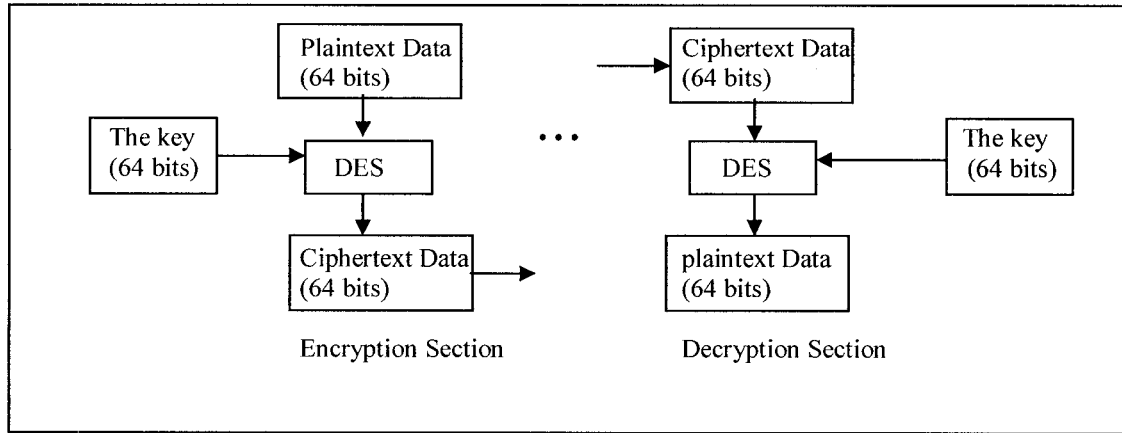 Plaintext Data
(64 bits)
Ciphertext Data
(64 bits)
The key
(64 bits)
DES
DES
The key
(64 bits)
Ciphertext Data
(64 bits)
plaintext Data
(64 bits)
Encryption Section
Decryption Section